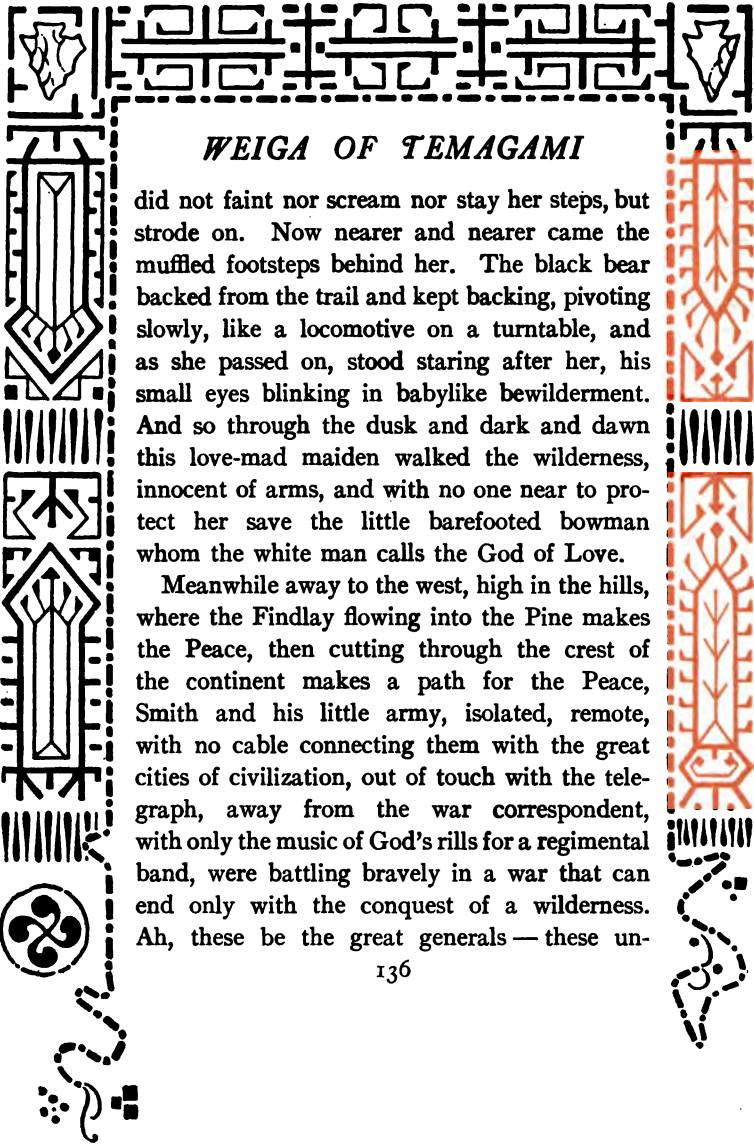 WEIGA OF TEMAGAMI
did not faint nor scream nor stay her steps, but
strode on. Now nearer and nearer came the
muffled footsteps behind her. The black bear
backed from the trail and kept backing, pivoting
slowly, like a locomotive on a turntable, and
as she passed on, stood staring after her, his
small eyes blinking in babylike bewilderment.
And so through the dusk and dark and dawn
this love-mad maiden walked the wilderness,
innocent of arms, and with no one near to pro-
tect her save the little barefooted bowman
whom the white man calls the God of Love.
Meanwhile away to the west, high in the hills,
where the Findlay flowing into the Pine makes
the Peace, then cutting through the crest of
the continent makes a path for the Peace,
Smith and his little army, isolated, remote,
with no cable connecting them with the great
cities of civilization, out of touch with the tele-
graph, away from the war correspondent,
with only the music of God's rills for a regimental
band, were battling bravely in a war that can
end only with the conquest of a wilderness.
Ah, these be the great generals — these un-
136